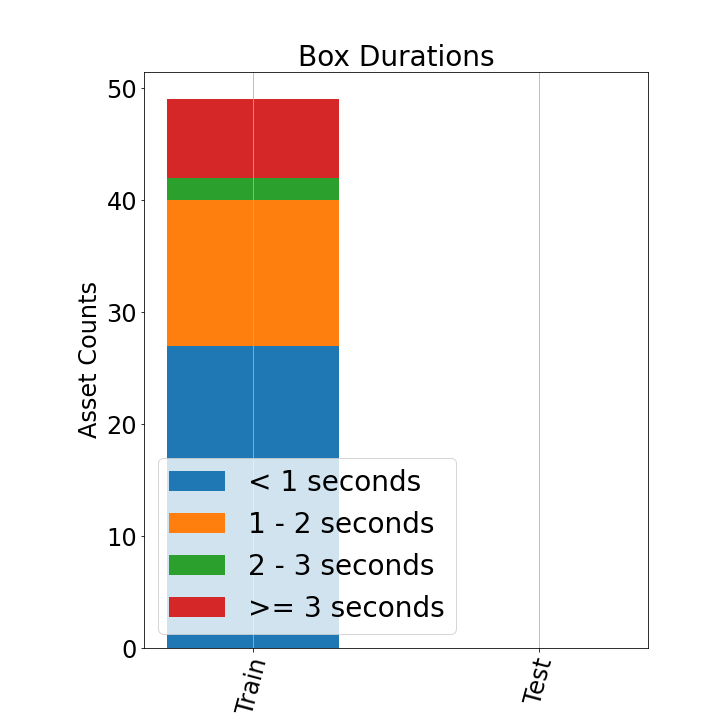 Box Durations
50
40
30
20
10
0
Asset Counts
< 1 seconds
1 - 2 seconds
2 - 3 seconds
>= 3 seconds
Train
Test